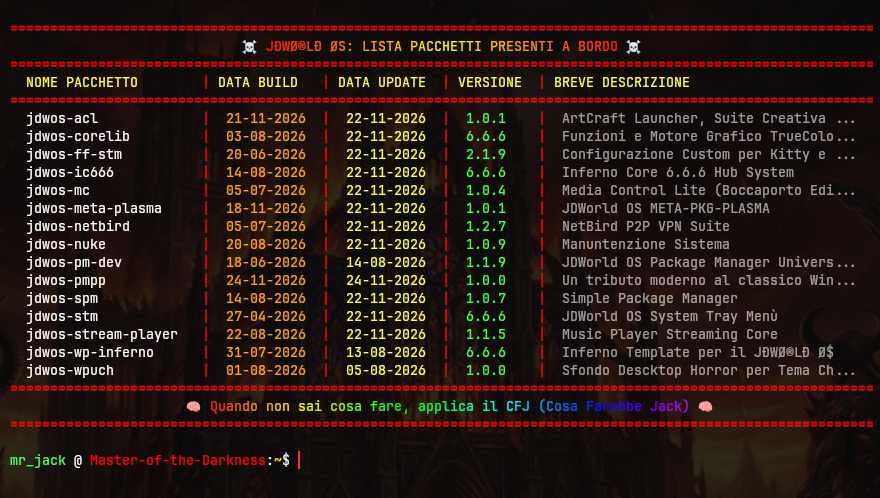 ☠ JĐWØ®LĐ ØS: LISTA PACCHETTI PRESENTI A BORDO ☠
NOME PACCHETTO | DATA BUILD | DATA UPDATE | VERSIONE | BREVE DESCRIZIONE
jdwos-acl | 21-11-2026 | 22-11-2026 | 1.0.1 | ArtCraft Launcher, Suite Creativa ...
jdwos-corelib | 03-08-2026 | 22-11-2026 | 6.6.6 | Funzioni e Motore Grafico TrueColo...
jdwos-ff-stm | 20-06-2026 | 22-11-2026 | 2.1.9 | Configurazione Custom per Kitty e ...
jdwos-ic666 | 14-08-2026 | 22-11-2026 | 6.6.6 | Inferno Core 6.6.6 Hub System
jdwos-mc | 05-07-2026 | 22-11-2026 | 1.0.4 | Media Control Lite (Boccaporto Edi...
jdwos-meta-plasma | 18-11-2026 | 22-11-2026 | 1.0.1 | JDWorld OS META-PKG-PLASMA
jdwos-netbird | 05-07-2026 | 22-11-2026 | 1.2.7 | NetBird P2P VPN Suite
jdwos-nuke | 20-08-2026 | 22-11-2026 | 1.0.9 | Manuntenzione Sistema
jdwos-pm-dev | 18-06-2026 | 14-08-2026 | 1.1.9 | JDWorld OS Package Manager Univers...
jdwos-pmpp | 24-11-2026 | 24-11-2026 | 1.0.0 | Un tributo moderno al classico Win...
jdwos-spm | 14-08-2026 | 22-11-2026 | 1.0.7 | Simple Package Manager
jdwos-stm | 27-04-2026 | 22-11-2026 | 6.6.6 | JDWorld OS System Tray Menù
jdwos-stream-player | 22-08-2026 | 22-11-2026 | 1.1.5 | Music Player Streaming Core
jdwos-wp-inferno | 31-07-2026 | 13-08-2026 | 6.6.6 | Inferno Template per il JĐWØ®LĐ Ø$
jdwos-wpuch | 01-08-2026 | 05-08-2026 | 1.0.0 | Sfondo Descktop Horror per Tema Ch...
🧠 Quando non sai cosa fare, applica il CFJ (Cosa Farebbe Jack) 🧠
mr_jack @ Master-of-the-Darkness:~$